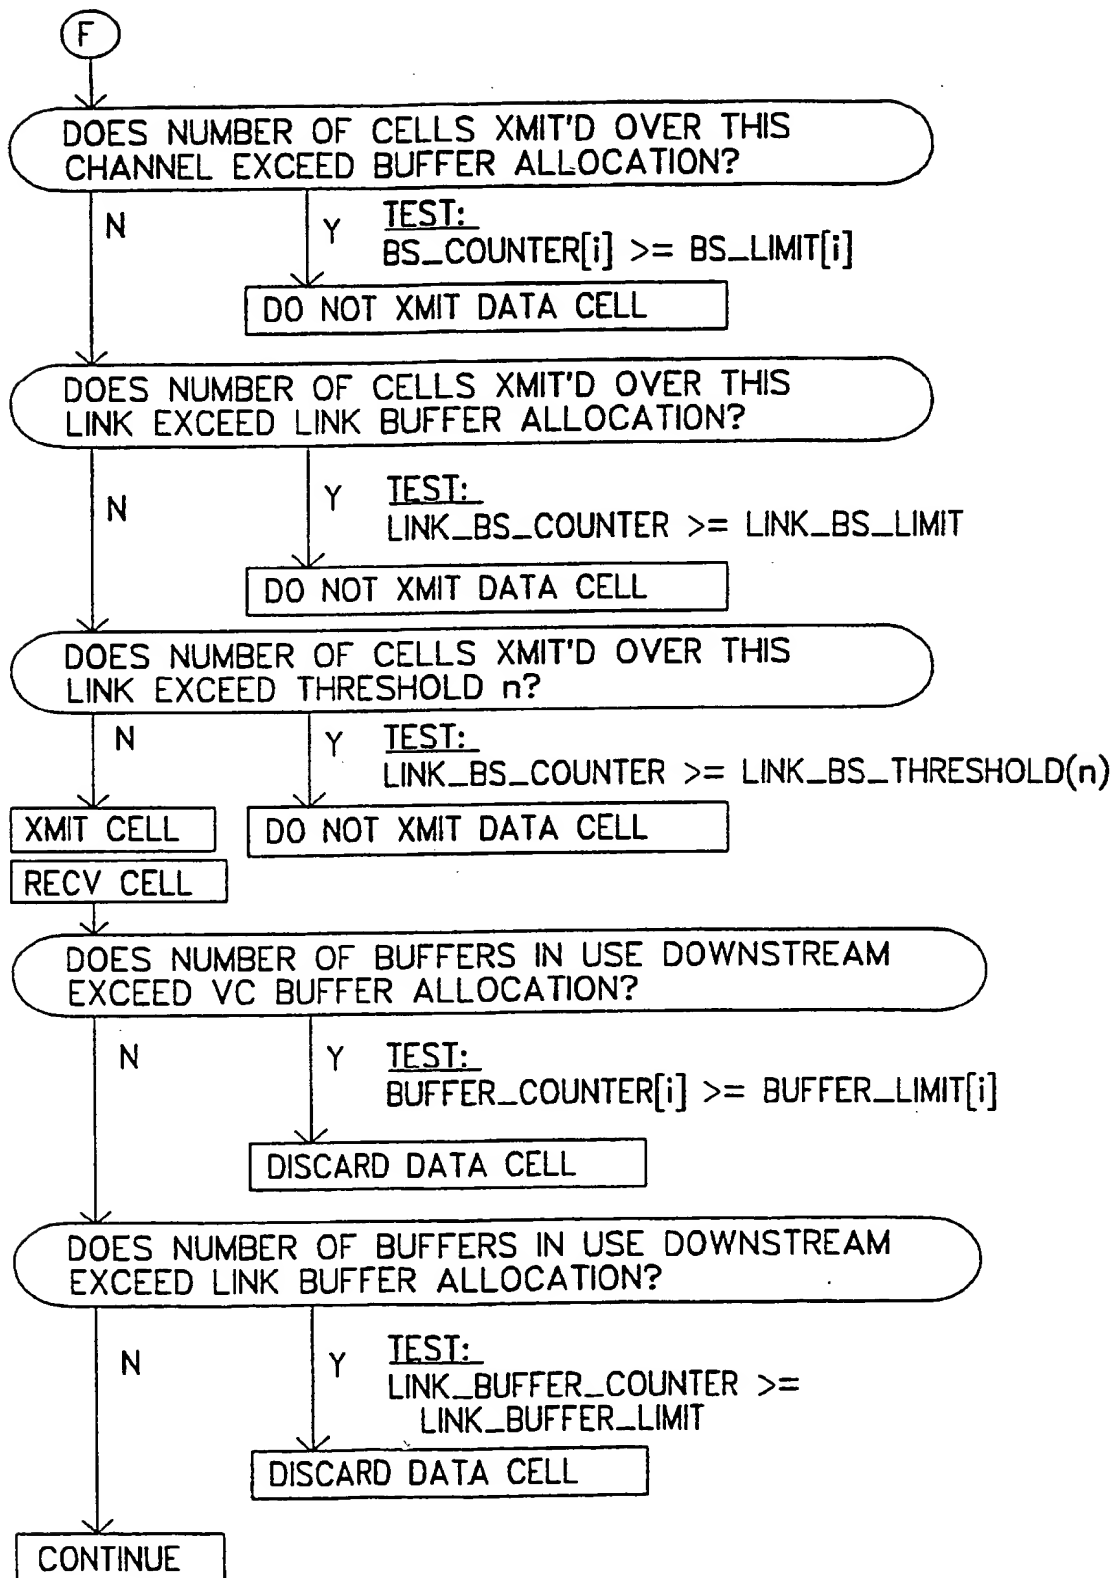 F
DOES NUMBER OF CELLS XMIT'D OVER THIS
CHANNEL EXCEED BUFFER ALLOCATION?
N
Y
TEST:
BS_COUNTER[i] >= BS_LIMIT[i]
DO NOT XMIT DATA CELL
DOES NUMBER OF CELLS XMIT'D OVER THIS
LINK EXCEED LINK BUFFER ALLOCATION?
N
Y
TEST:
LINK_BS_COUNTER >= LINK_BS_LIMIT
DO NOT XMIT DATA CELL
DOES NUMBER OF CELLS XMIT'D OVER THIS
LINK EXCEED THRESHOLD n?
N
Y
TEST:
LINK_BS_COUNTER >= LINK_BS_THRESHOLD(n)
XMIT CELL
DO NOT XMIT DATA CELL
RECV CELL
DOES NUMBER OF BUFFERS IN USE DOWNSTREAM
EXCEED VC BUFFER ALLOCATION?
N
Y
TEST:
BUFFER_COUNTER[i] >= BUFFER_LIMIT[i]
DISCARD DATA CELL
DOES NUMBER OF BUFFERS IN USE DOWNSTREAM
EXCEED LINK BUFFER ALLOCATION?
N
Y
TEST:
LINK_BUFFER_COUNTER >=
LINK_BUFFER_LIMIT
DISCARD DATA CELL
CONTINUE